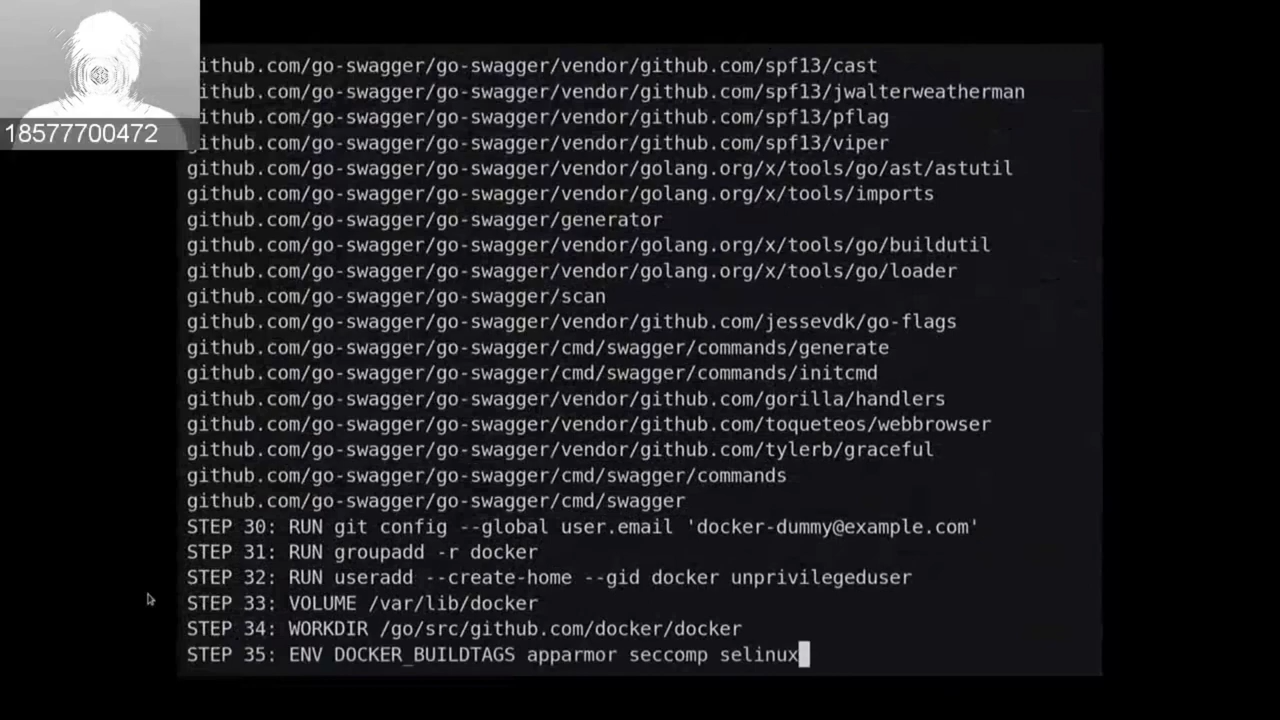 github.com/go-swagger/go-swagger/vendor/github.com/spf13/cast
github.com/go-swagger/go-swagger/vendor/github.com/spf13/jwalterweatherman
github.com/go-swagger/go-swagger/vendor/github.com/spf13/pflag
18577700472
github.com/go-swagger/go-swagger/vendor/github.com/spf13/viper
github.com/go-swagger/go-swagger/vendor/golang.org/x/tools/go/ast/astutil
github.com/go-swagger/go-swagger/vendor/golang.org/x/tools/imports
github.com/go-swagger/go-swagger/generator
github.com/go-swagger/go-swagger/vendor/golang.org/x/tools/go/buildutil
github.com/go-swagger/go-swagger/vendor/golang.org/x/tools/go/loader
github.com/go-swagger/go-swagger/scan
github.com/go-swagger/go-swagger/vendor/github.com/jessevdk/go-flags
github.com/go-swagger/go-swagger/cmd/swagger/commands/generate
github.com/go-swagger/go-swagger/cmd/swagger/commands/initcmd
github.com/go-swagger/go-swagger/vendor/github.com/gorilla/handlers
github.com/go-swagger/go-swagger/vendor/github.com/toqueteos/webbrowser
github.com/go-swagger/go-swagger/vendor/github.com/tylerb/graceful
github.com/go-swagger/go-swagger/cmd/swagger/commands
github.com/go-swagger/go-swagger/cmd/swagger
STEP 30: RUN git config --global user.email 'docker-dummy@example.com'
STEP 31: RUN groupadd -r docker
STEP 32: RUN useradd --create-home --gid docker unprivilegeduser
STEP 33: VOLUME /var/lib/docker
STEP 34: WORKDIR /go/src/github.com/docker/docker
STEP 35: ENV DOCKER_BUILDTAGS apparmor seccomp selinux